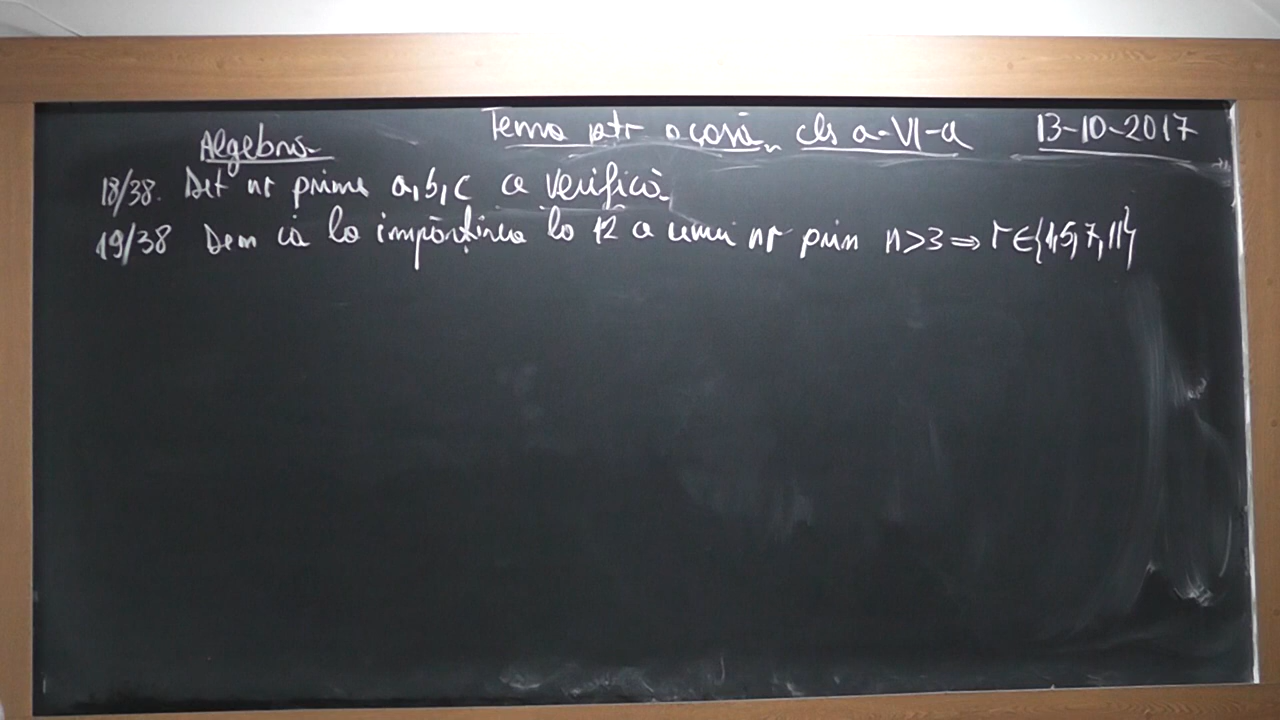 Tema ptr acasă, cls a-VI-a 13-10-2017
Algebra
18/38. Det nr prime a,b,c ce verifică
19/38 Dem că la împărțirea la 12 a unui nr prim n>3 ⇒ r∈{1,5,7,11}